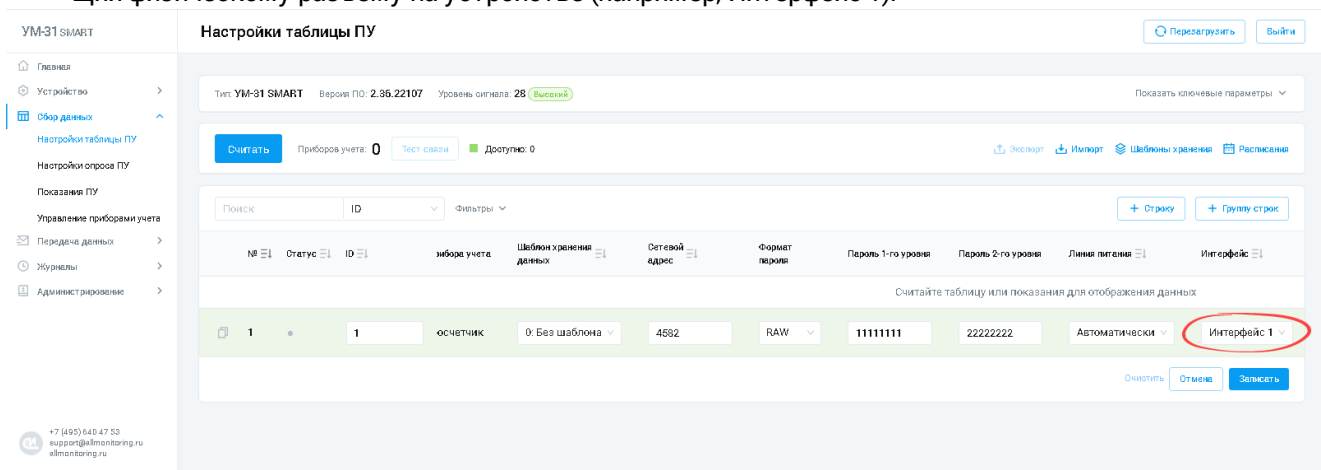 УМ-31 SMART
Настройки таблицы ПУ
Перезагрузить
Выйти
Главная
Устройство
Сбор данных
Настройки таблицы ПУ
Настройки опроса ПУ
Показания ПУ
Управление приборами учета
Передача данных
Журналы
Администрирование
Тип: УМ-31 SMART Версия ПО: 2.36.22107 Уровень сигнала: 28 Высокий
Показать ключевые параметры
Считать Приборов учета: 0 Тест связи Доступно: 0
Экспорт Импорт Шаблоны хранения Расписания
Поиск ID Фильтры
+ Строку + Группу строк
№ Статус ID Шаблон хранения данных Сетевой адрес Формат пароля Пароль 1-го уровня Пароль 2-го уровня Линия питания Интерфейс
Считайте таблицу или показания для отображения данных
1 1 осчетчик 0: Без шаблона 4582 RAW 11111111 22222222 Автоматически Интерфейс 1
Очистить Отмена Записать
+7 (495) 640 47 53
support@allmonitoring.ru
allmonitoring.ru